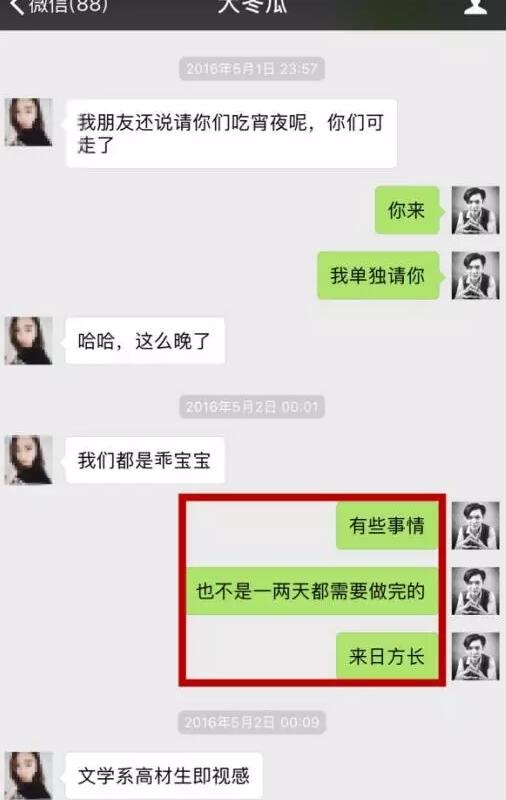 微信(88)
大冬瓜
2016年5月1日 23:57
我朋友还说请你们吃宵夜呢，你们可
走了
你来
我单独请你
哈哈，这么晚了
2016年5月2日 00:01
我们都是乖宝宝
有些事情
也不是一两天都需要做完的
来日方长
2016年5月2日 00:09
文学系高材生即视感